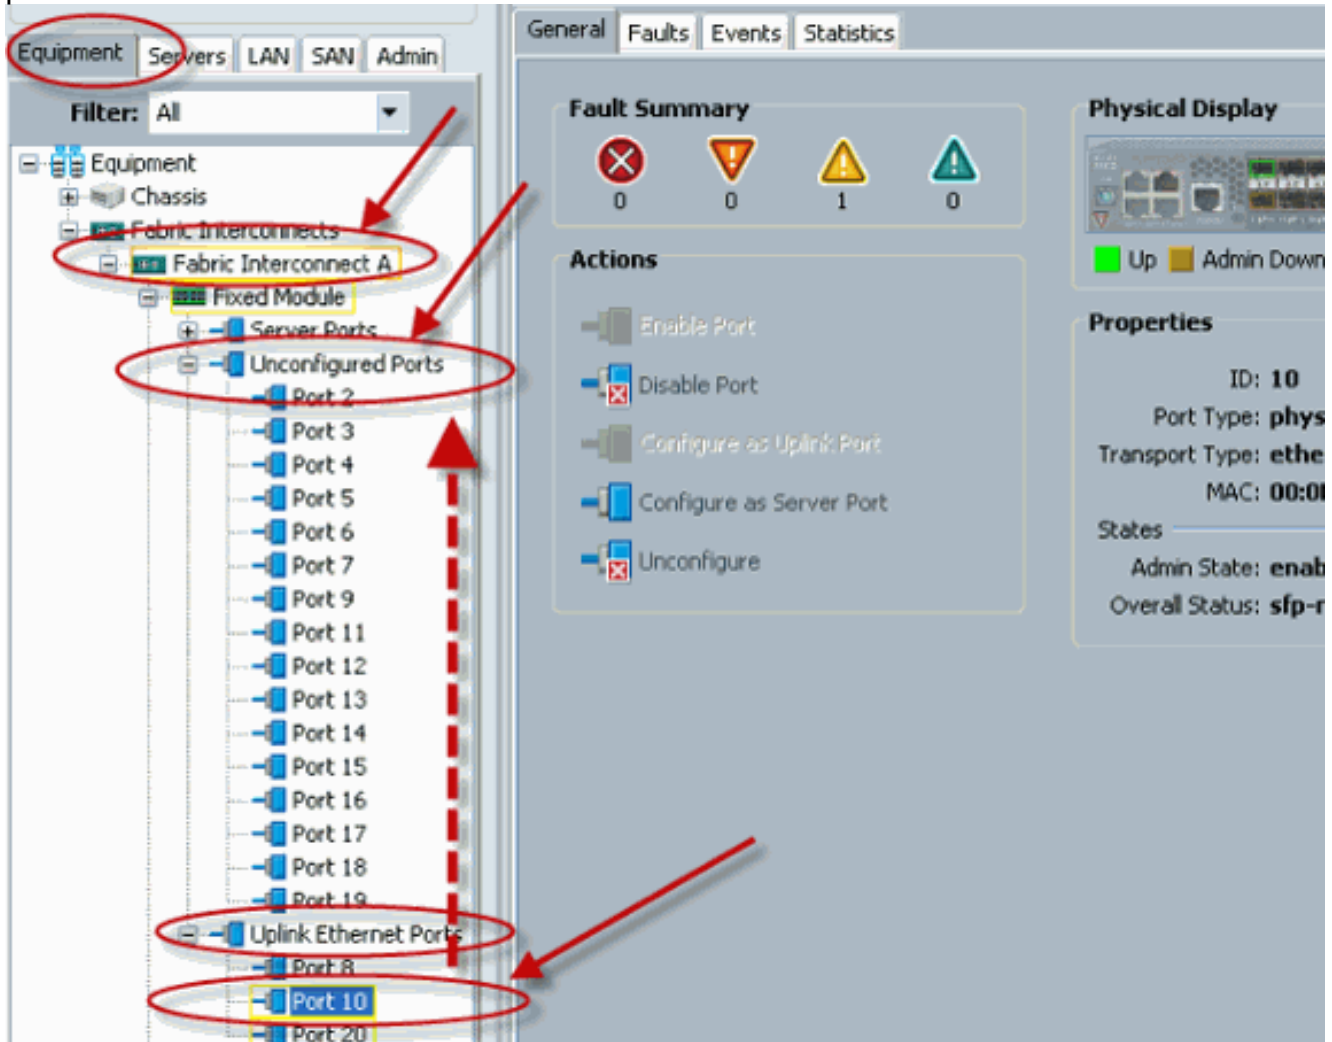 Equipment Servers LAN SAN Admin
Filter: All
Equipment
Chassis
Fabric Interconnects
Fabric Interconnect A
Fixed Module
Server Ports
Unconfigured Ports
Port 2
Port 3
Port 4
Port 5
Port 6
Port 7
Port 9
Port 11
Port 12
Port 13
Port 14
Port 15
Port 16
Port 17
Port 18
Port 19
Uplink Ethernet Ports
Port 8
Port 10
Port 20
General Faults Events Statistics
Fault Summary
0 0 1 0
Actions
Enable Port
Disable Port
Configure as Uplink Port
Configure as Server Port
Unconfigure
Physical Display
Up Admin Down
Properties
ID: 10
Port Type: phys
Transport Type: ethe
MAC: 00:0
States
Admin State: enab
Overall Status: sfp-